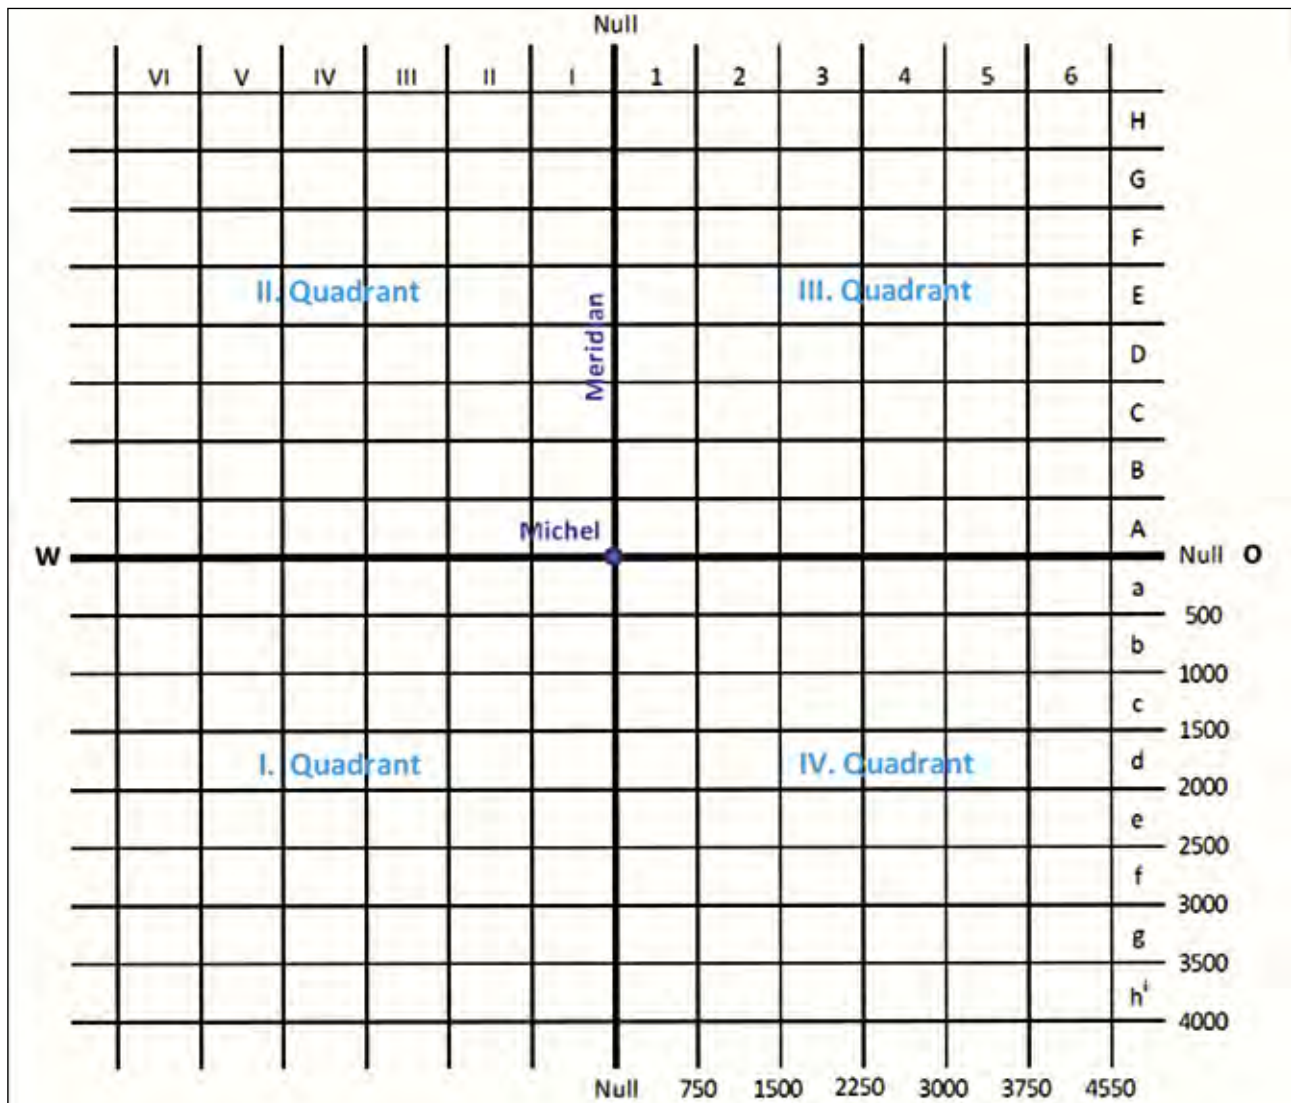 Null
VI V IV III II I 1 2 3 4 5 6
H
G
F
II. Quadrant III. Quadrant E
Meridian
D
C
B
Michel A
W Null O
a
500
b
1000
c
1500
I. Quadrant IV. Quadrant d
2000
e
2500
f
3000
g
3500
h
4000
Null 750 1500 2250 3000 3750 4550